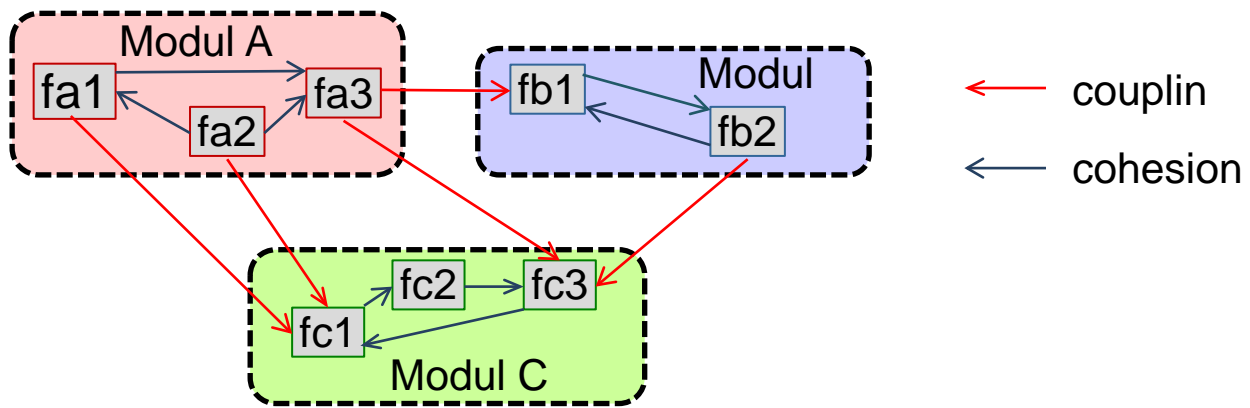 Modul A
fa1
fa3
fa2
Modul
fb1
fb2
couplin
cohesion
fc2
fc3
fc1
Modul C